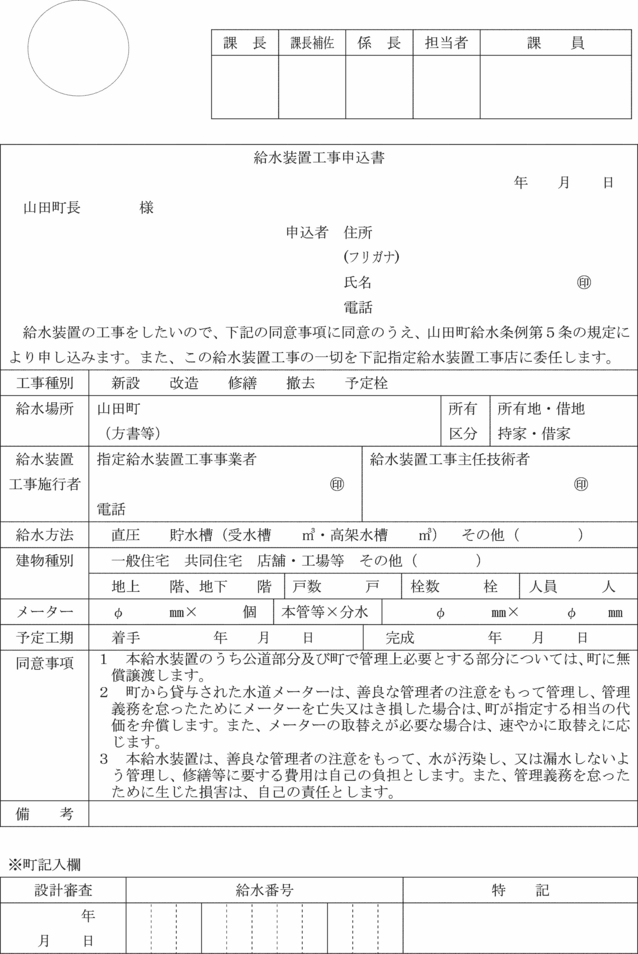 課　長　課長補佐　係　長　担当者　課　　員
給水装置工事申込書
年　　月　　日
山田町長　　　　様
申込者　住所
(フリガナ)
氏名　　　　　　㊞
電話
給水装置の工事をしたいので、下記の同意事項に同意のうえ、山田町給水条例第５条の規定に
より申し込みます。また、この給水装置工事の一切を下記指定給水装置工事店に委任します。
工事種別　新設　　改造　　修繕　　撤去　　予定栓
給水場所　山田町　所有　所有地・借地
（方書等）　区分　持家・借家
給水装置　指定給水装置工事事業者　給水装置工事主任技術者
工事施行者　㊞　㊞
電話
給水方法　直圧　　貯水槽（受水槽　　㎥・高架水槽　　㎥）　その他（　　　　）
建物種別　一般住宅　共同住宅　店舗・工場等　その他（　　　　）
地上　　階、地下　　階　戸数　　戸　栓数　　栓　人員　　人
メーター　φ　　　㎜×　　　個　本管等×分水　φ　　　㎜×　　　φ　　㎜
予定工期　着手　　　　　年　　月　　日　完成　　　　　年　　月　　日
同意事項　１　本給水装置のうち公道部分及び町で管理上必要とする部分については、町に無
償譲渡します。
２　町から貸与された水道メーターは、善良な管理者の注意をもって管理し、管理
義務を怠ったためにメーターを亡失又はき損した場合は、町が指定する相当の代
価を弁償します。また、メーターの取替えが必要な場合は、速やかに取替えに応
じます。
３　本給水装置は、善良な管理者の注意をもって、水が汚染し、又は漏水しないよ
う管理し、修繕等に要する費用は自己の負担とします。また、管理義務を怠った
ために生じた損害は、自己の責任とします。
備　　考
※町記入欄
設計審査　給水番号　特　　記
年
月　　日